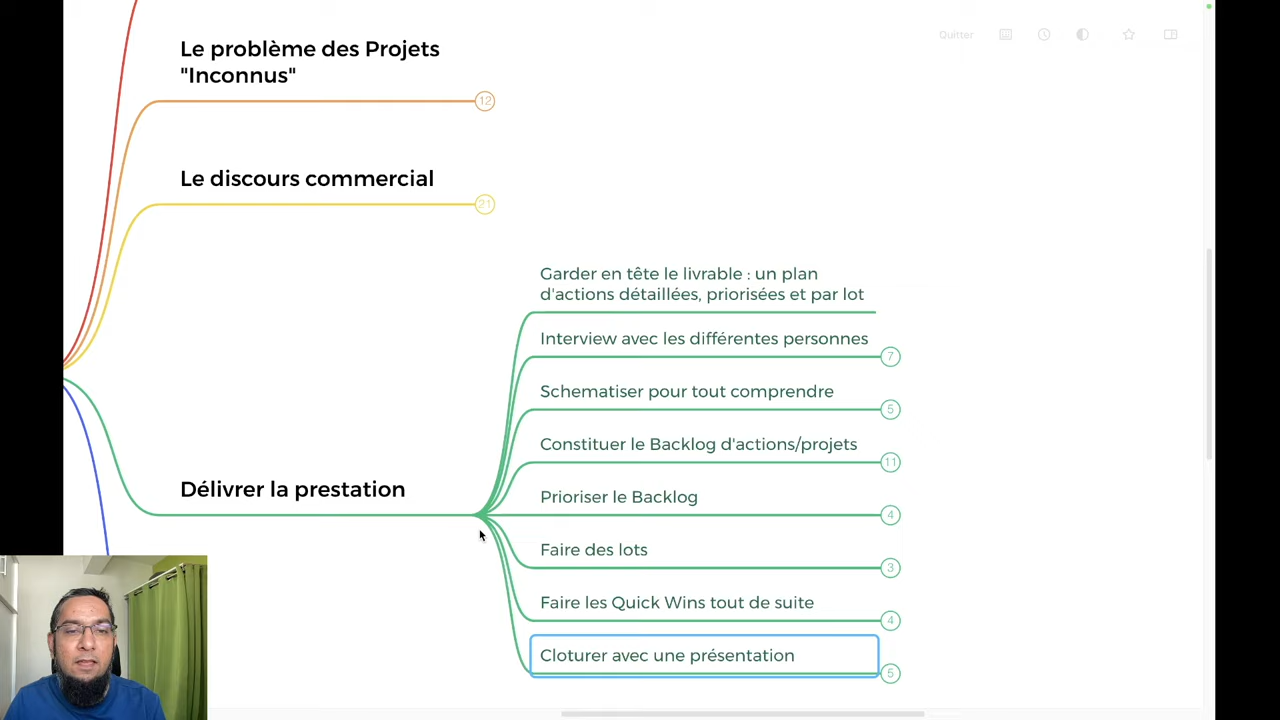 Quitter
Le problème des Projets
"Inconnus"
12
Le discours commercial
21
Garder en tête le livrable : un plan
d'actions détaillées, priorisées et par lot
Interview avec les différentes personnes
7
Schematiser pour tout comprendre
5
Constituer le Backlog d'actions/projets
11
Délivrer la prestation
Prioriser le Backlog
4
Faire des lots
3
Faire les Quick Wins tout de suite
4
Cloturer avec une présentation
5